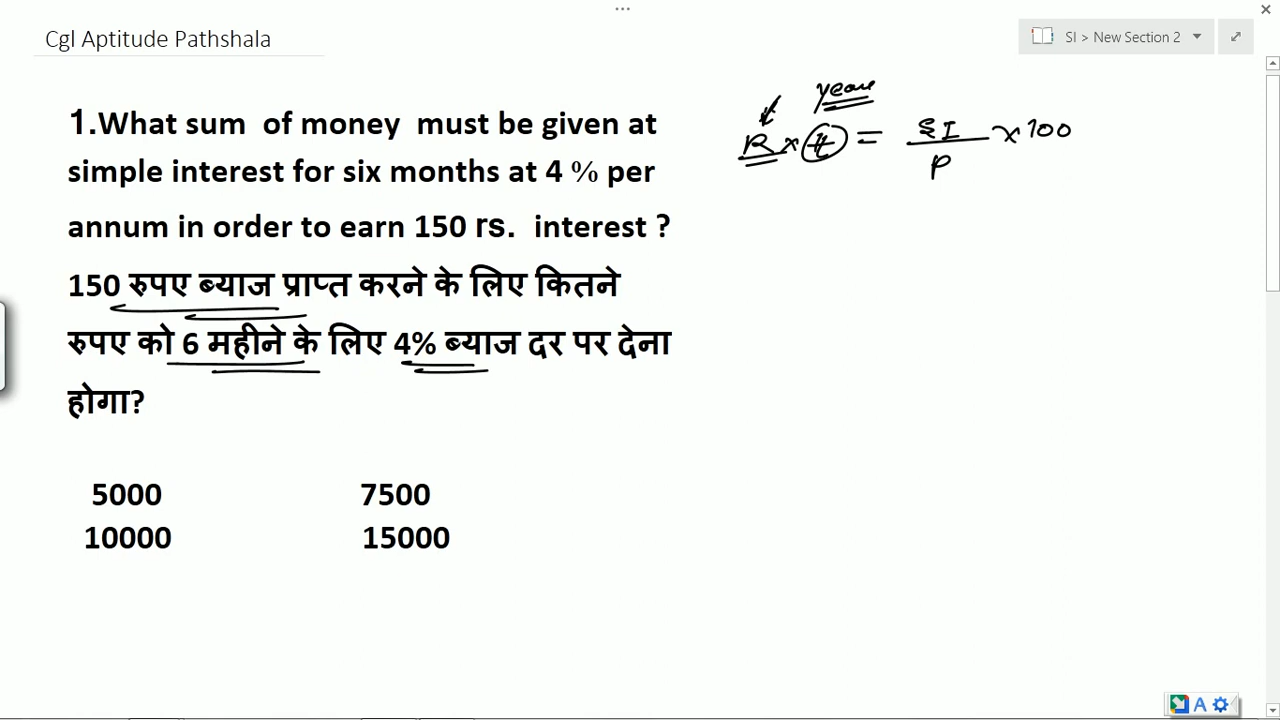 Cgl Aptitude Pathshala
SI > New Section 2
1.What sum of money must be given at
simple interest for six months at 4 % per
annum in order to earn 150 rs. interest ?
150 रुपए ब्याज प्राप्त करने के लिए कितने
रुपए को 6 महीने के लिए 4% ब्याज दर पर देना
होगा?
5000 7500
10000 15000
years
R × t = SI/P × 100
A